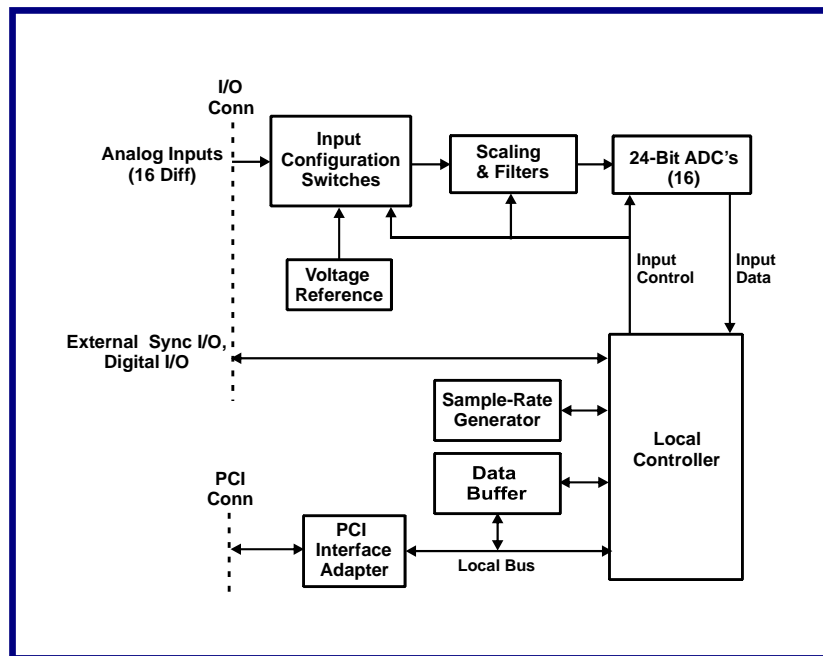 I/O
Conn
Analog Inputs
(16 Diff)
Input
Configuration
Switches
Scaling
& Filters
24-Bit ADC's
(16)
Voltage
Reference
Input
Control
Input
Data
External  Sync I/O,
Digital I/O
Sample-Rate
Generator
Local
Controller
Data
Buffer
PCI
Conn
PCI
Interface
Adapter
Local Bus